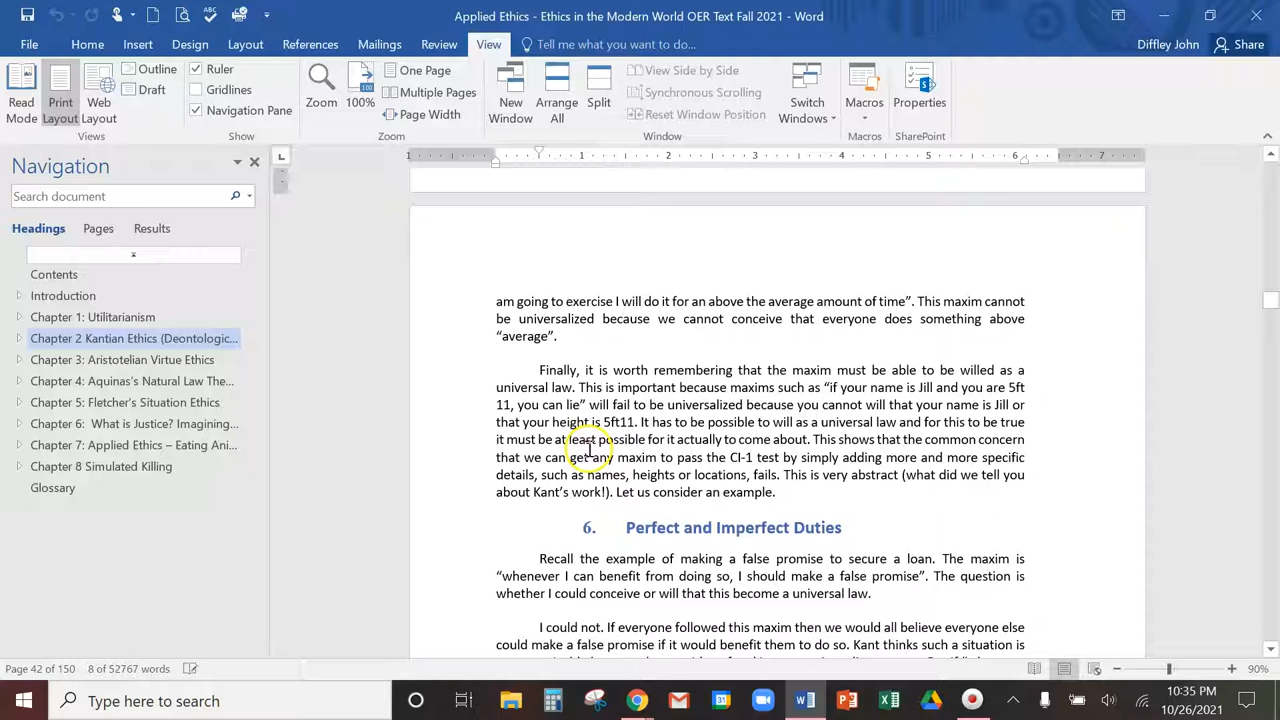 Applied Ethics - Ethics in the Modern World OER Text Fall 2021 - Word
File Home Insert Design Layout References Mailings Review View Tell me what you want to do... Diffley John Share
Read Mode
Print Layout
Web Layout
Outline
Draft
Views
Ruler
Gridlines
Navigation Pane
Show
Zoom
100%
One Page
Multiple Pages
Page Width
Zoom
New Window
Arrange All
Split
View Side by Side
Synchronous Scrolling
Reset Window Position
Window
Switch Windows
Macros
Macros
Properties
SharePoint
Navigation
Search document
Headings Pages Results
Contents
Introduction
Chapter 1: Utilitarianism
Chapter 2 Kantian Ethics (Deontologic...
Chapter 3: Aristotelian Virtue Ethics
Chapter 4: Aquinas's Natural Law The...
Chapter 5: Fletcher's Situation Ethics
Chapter 6: What is Justice? Imagining...
Chapter 7: Applied Ethics – Eating Ani...
Chapter 8 Simulated Killing
Glossary
1 1 2 3 4 5 6 7
am going to exercise I will do it for an above the average amount of time”. This maxim cannot
be universalized because we cannot conceive that everyone does something above
“average”.
Finally, it is worth remembering that the maxim must be able to be willed as a
universal law. This is important because maxims such as “if your name is Jill and you are 5ft
11, you can lie” will fail to be universalized because you cannot will that your name is Jill or
that your height is 5ft11. It has to be possible to will as a universal law and for this to be true
it must be at least possible for it actually to come about. This shows that the common concern
that we can get any maxim to pass the CI-1 test by simply adding more and more specific
details, such as names, heights or locations, fails. This is very abstract (what did we tell you
about Kant’s work!). Let us consider an example.
6. Perfect and Imperfect Duties
Recall the example of making a false promise to secure a loan. The maxim is
“whenever I can benefit from doing so, I should make a false promise”. The question is
whether I could conceive or will that this become a universal law.
I could not. If everyone followed this maxim then we would all believe everyone else
could make a false promise if it would benefit them to do so. Kant thinks such a situation is
Page 42 of 150 8 of 52767 words 90%
Type here to search
10:35 PM
10/26/2021